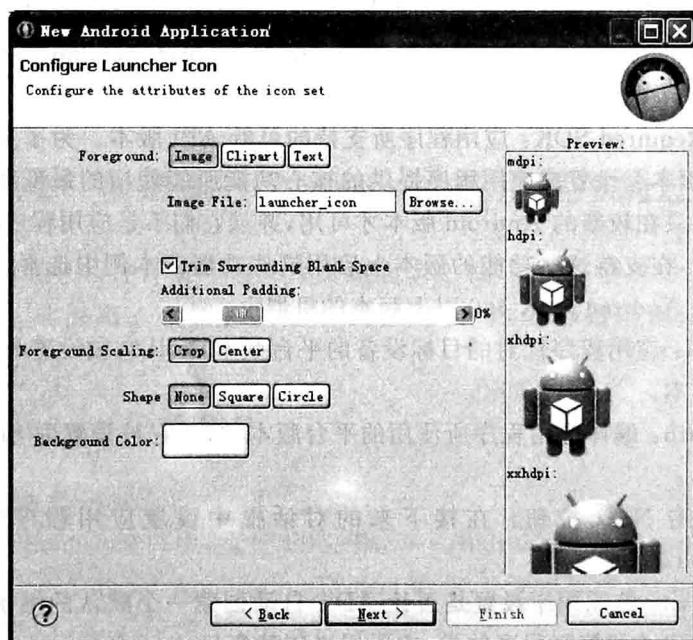 New Android Application
Configure Launcher Icon
Configure the attributes of the icon set
Foreground: Image Clipart Text
Image File: launcher_icon Browse...
Trim Surrounding Blank Space
Additional Padding:
0%
Foreground Scaling: Crop Center
Shape None Square Circle
Background Color:
Preview:
mdpi:
hdpi:
xhdpi:
xxhdpi:
< Back Next > Finish Cancel